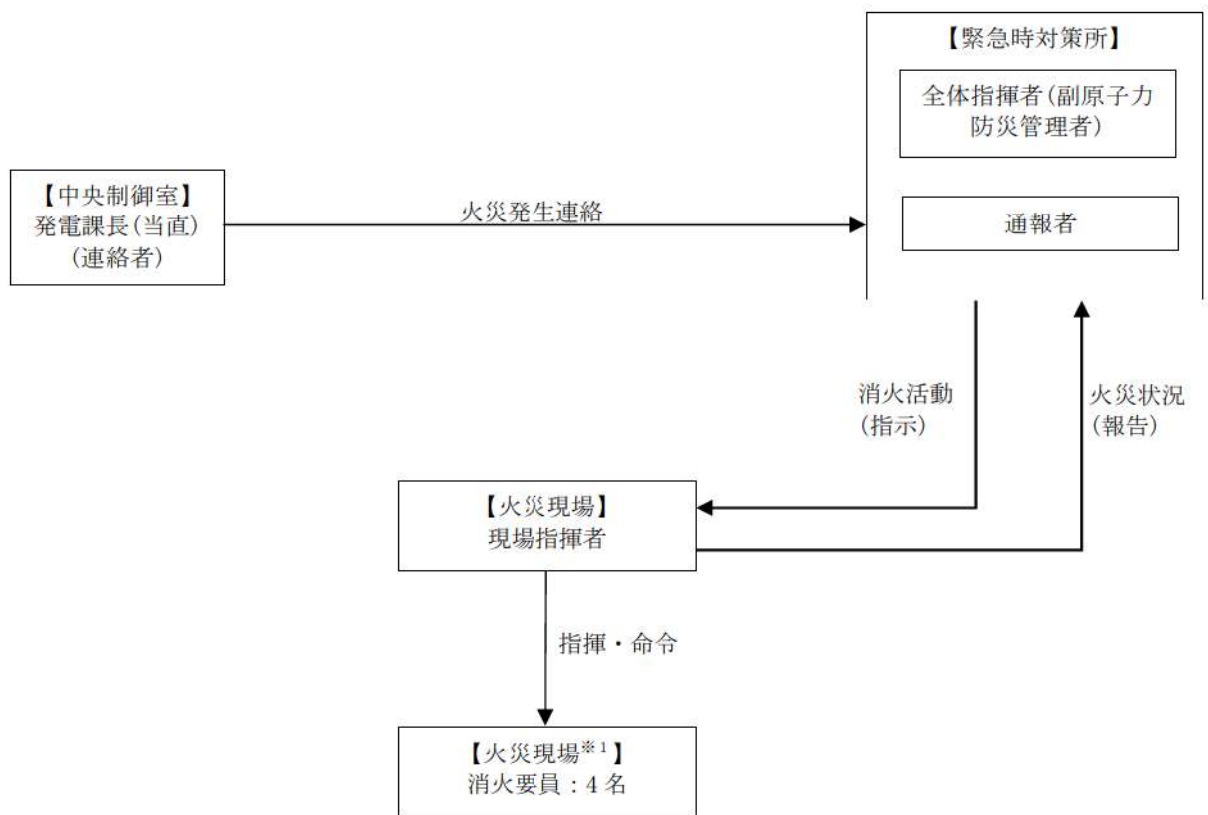 【緊急時対策所】
全体指揮者(副原子力
防災管理者)
通報者
【中央制御室】
発電課長(当直)
(連絡者)
火災発生連絡
消火活動
(指示)
火災状況
(報告)
【火災現場】
現場指揮者
指揮・命令
【火災現場※1】
消火要員:4名